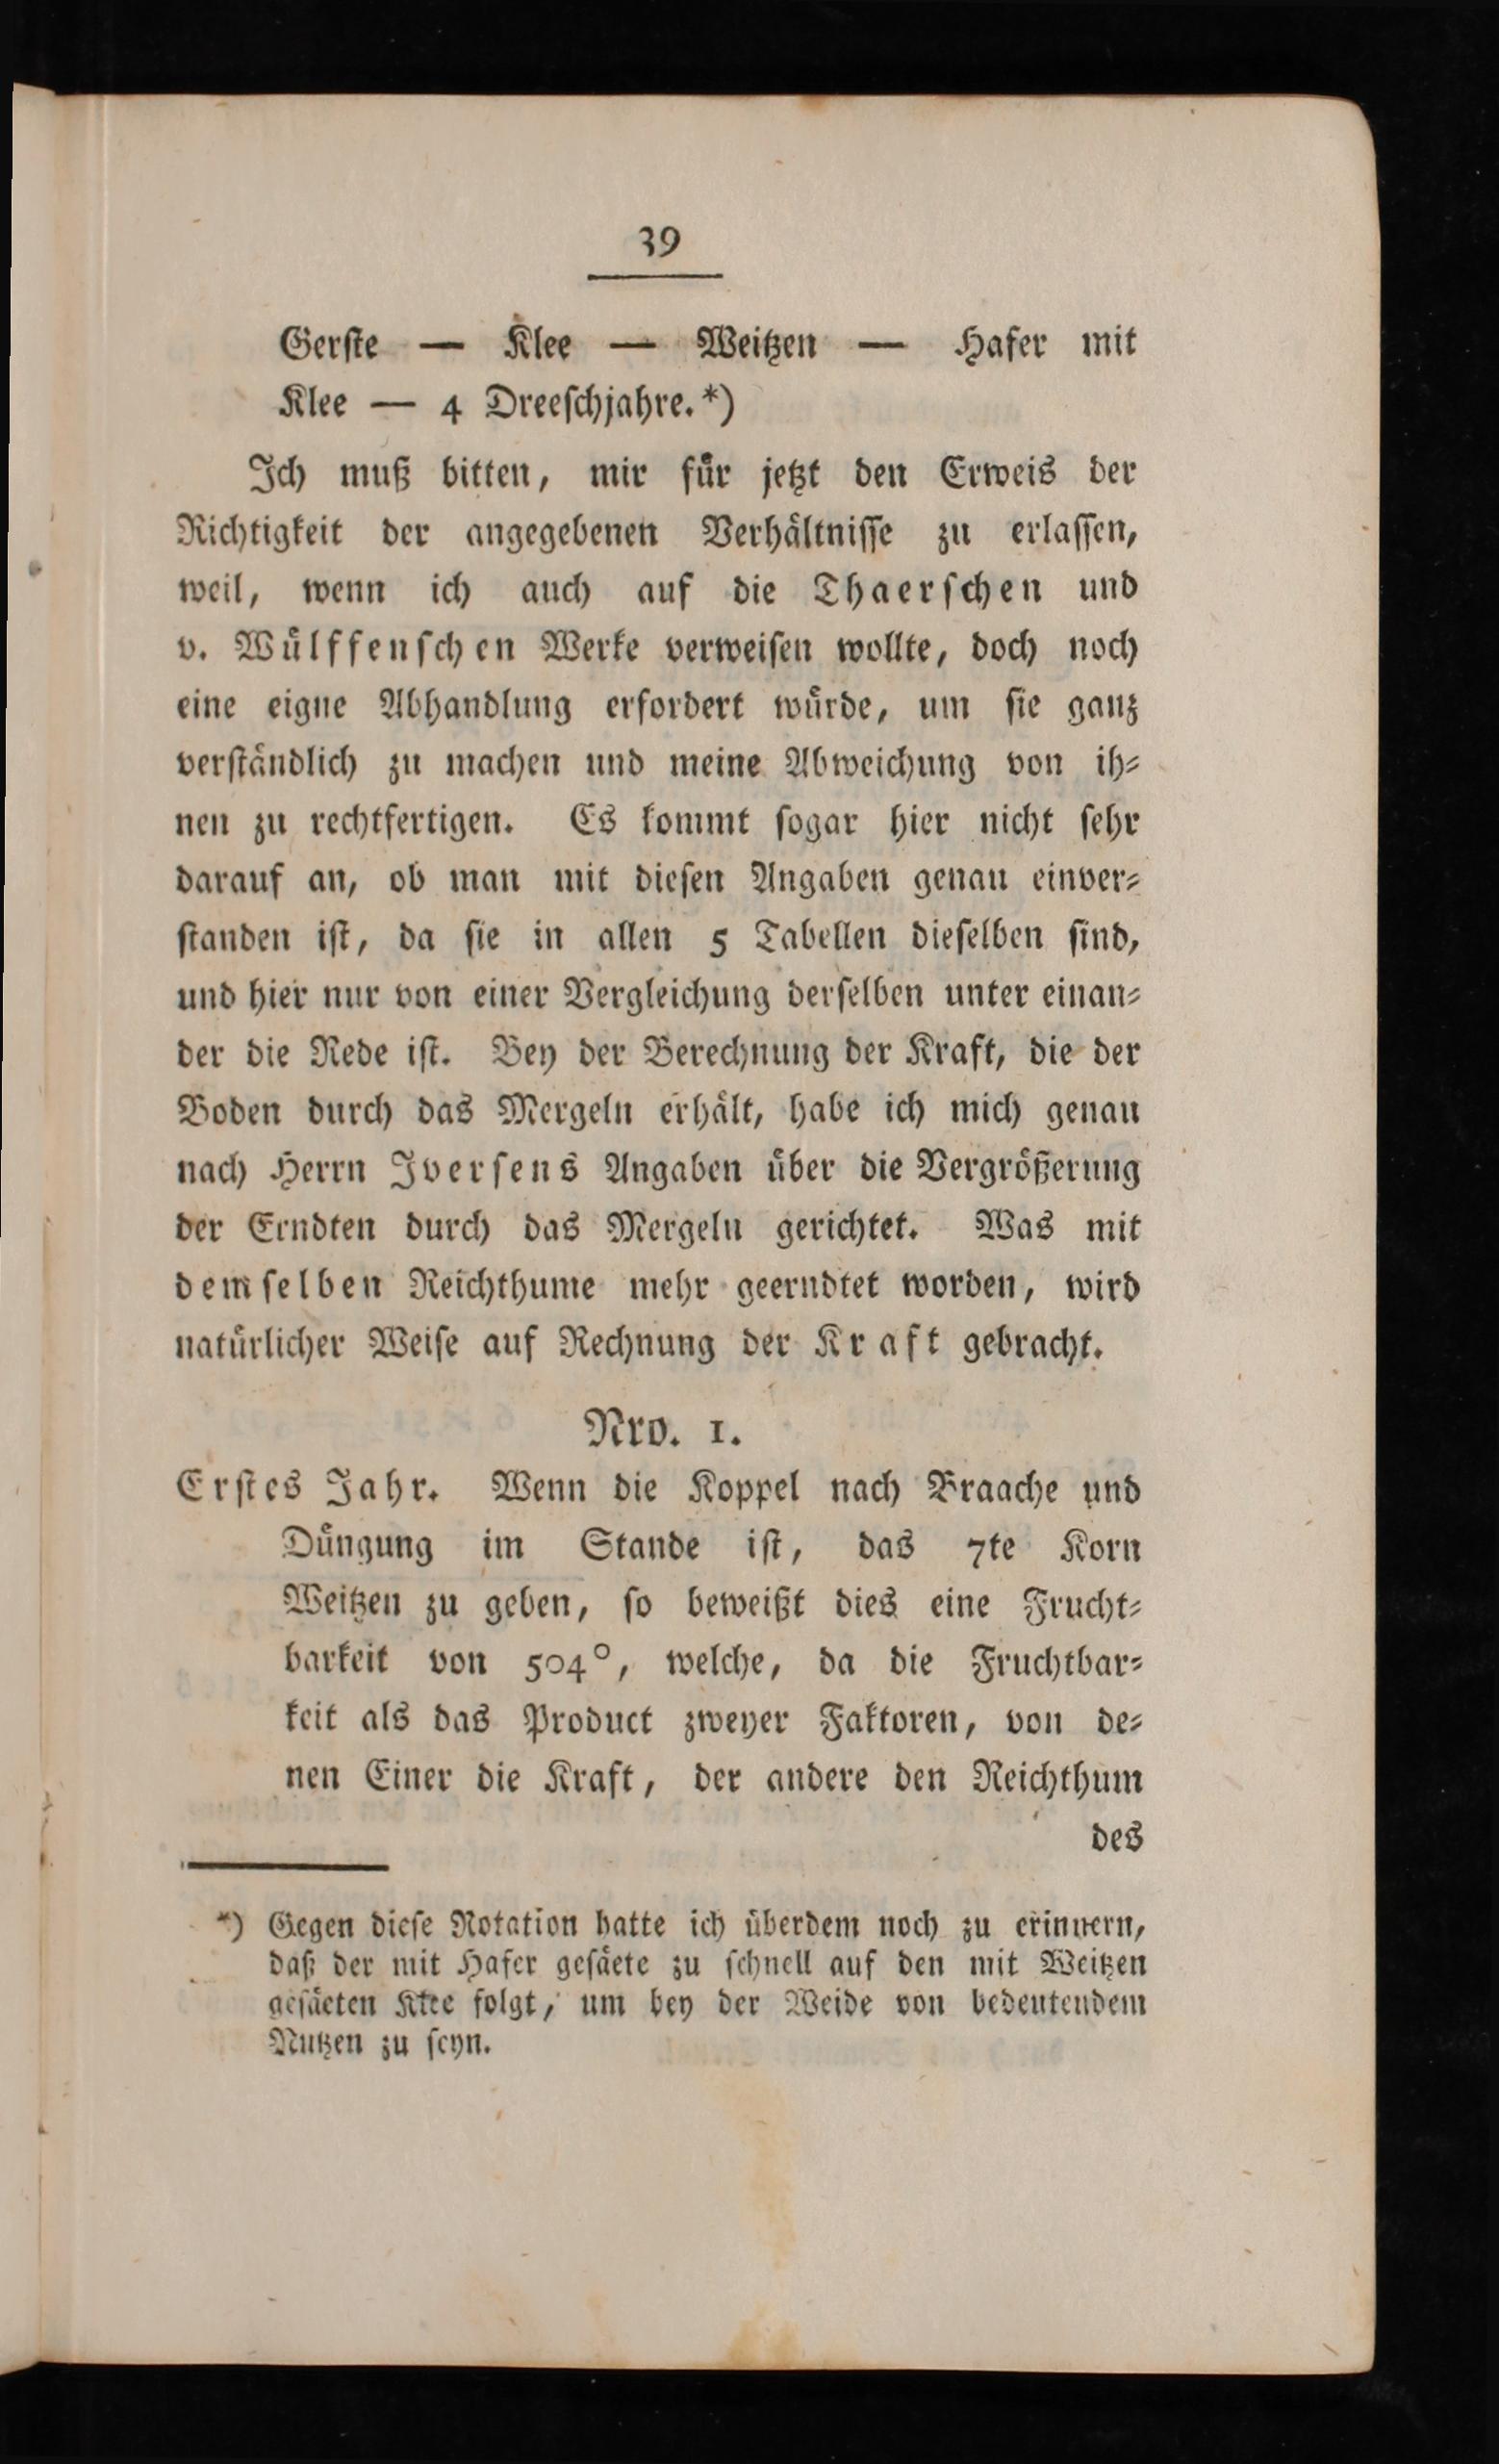 39
Gerste — Klee — Weitzen — Hafer mit
Klee — 4 Dreeschjahre.*)
Ich muß bitten, mir für jetzt den Erweis der
Richtigkeit der angegebenen Verhältnisse zu erlassen,
weil, wenn ich auch auf die Thaerschen und
v. Wülffenschen Werke verweisen wollte, doch noch
eine eigne Abhandlung erfordert würde, um sie ganz
verständlich zu machen und meine Abweichung von ih-
nen zu rechtfertigen. Es kommt sogar hier nicht sehr
darauf an, ob man mit diesen Angaben genau einver-
standen ist, da sie in allen 5 Tabellen dieselben sind,
und hier nur von einer Vergleichung derselben unter einan-
der die Rede ist. Bey der Berechnung der Kraft, die der
Boden durch das Mergeln erhält, habe ich mich genau
nach Herrn Iversens Angaben über die Vergrößerung
der Erndten durch das Mergeln gerichtet. Was mit
demselben Reichthume mehr geerndtet worden, wird
natürlicher Weise auf Rechnung der Kraft gebracht.
Nro. 1.
Erstes Jahr. Wenn die Koppel nach Braache und
Düngung im Stande ist, das 7te Korn
Weitzen zu geben, so beweißt dies eine Frucht-
barkeit von 504°, welche, da die Fruchtbar-
keit als das Product zweyer Faktoren, von de-
nen Einer die Kraft, der andere den Reichthum
des
*) Gegen diese Rotation hatte ich überdem noch zu erinnern,
daß der mit Hafer gesäete zu schnell auf den mit Weitzen
gesäeten Klee folgt, um bey der Weide von bedeutendem
Nutzen zu seyn.